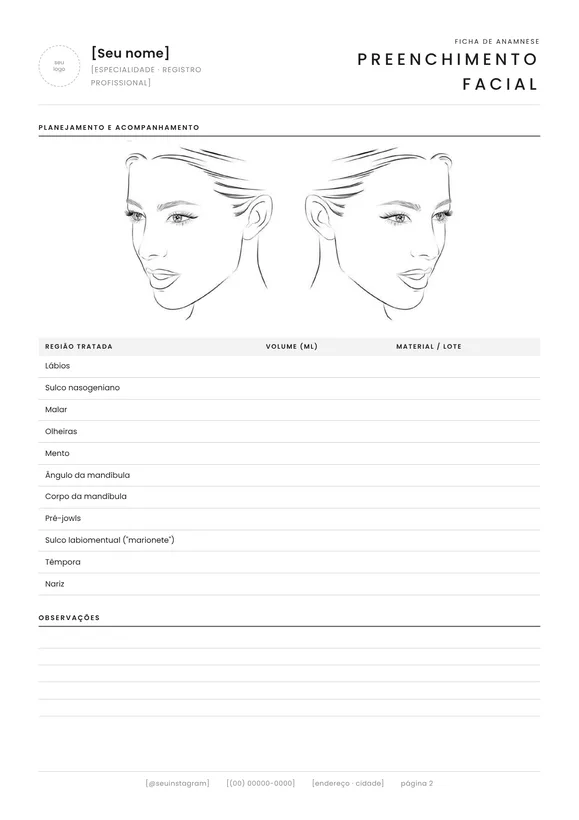 seu
logo
[Seu nome]
[ESPECIALIDADE · REGISTRO
PROFISSIONAL]
FICHA DE ANAMNESE
PREENCHIMENTO
FACIAL
PLANEJAMENTO E ACOMPANHAMENTO
REGIÃO TRATADA VOLUME (ML) MATERIAL / LOTE
Lábios
Sulco nasogeniano
Malar
Olheiras
Mento
Ângulo da mandíbula
Corpo da mandíbula
Pré-jowls
Sulco labiomentual ("marionete")
Têmpora
Nariz
OBSERVAÇÕES
[@seuinstagram] [(00) 00000-0000] [endereço · cidade] página 2